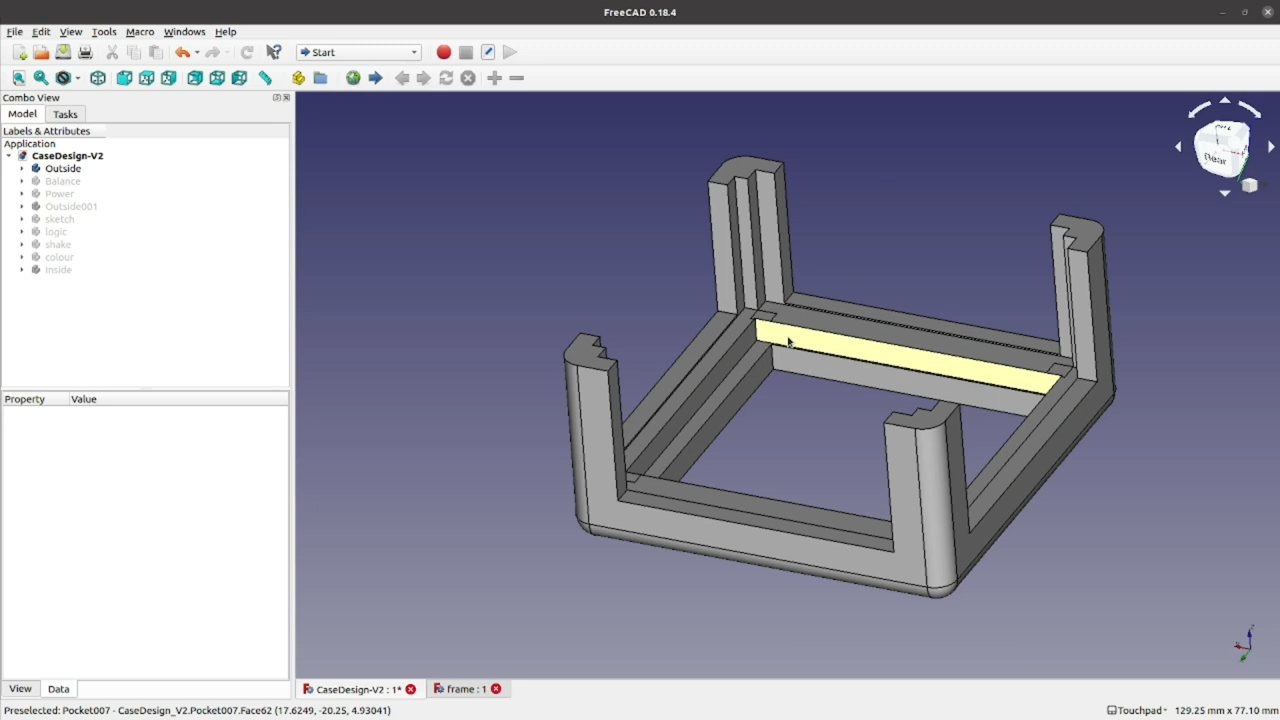 FreeCAD 0.18.4
File Edit View Tools Macro Windows Help
Start
Combo View
Model Tasks
Labels & Attributes
Application
CaseDesign-V2
Outside
Balance
Power
Outside001
sketch
logic
shake
colour
Inside
Rear
Property Value
View Data
CaseDesign-V2 : 1* frame : 1
Preselected: Pocket007 - CaseDesign_V2.Pocket007.Face62 (17.6249, -20.25, 4.93041)
Touchpad 129.25 mm x 77.10 mm